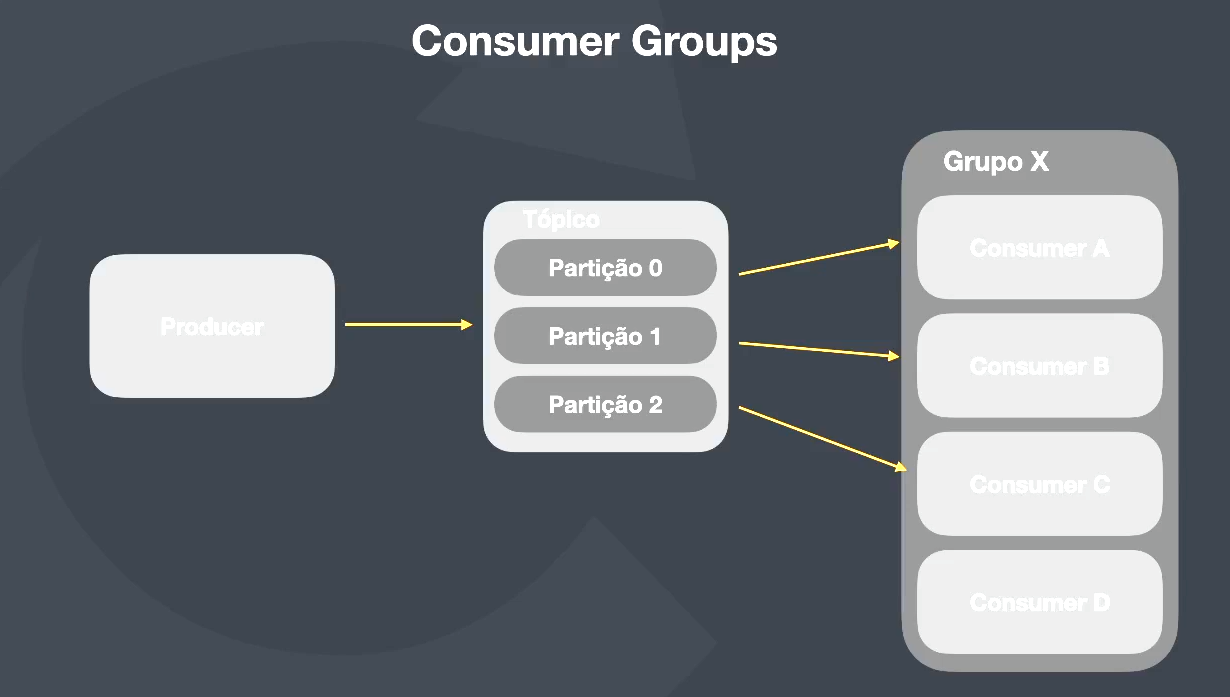 Consumer Groups
Grupo X
Tópico
Consumer A
Partição 0
Producer
Partição 1
Consumer B
Partição 2
Consumer C
Consumer D